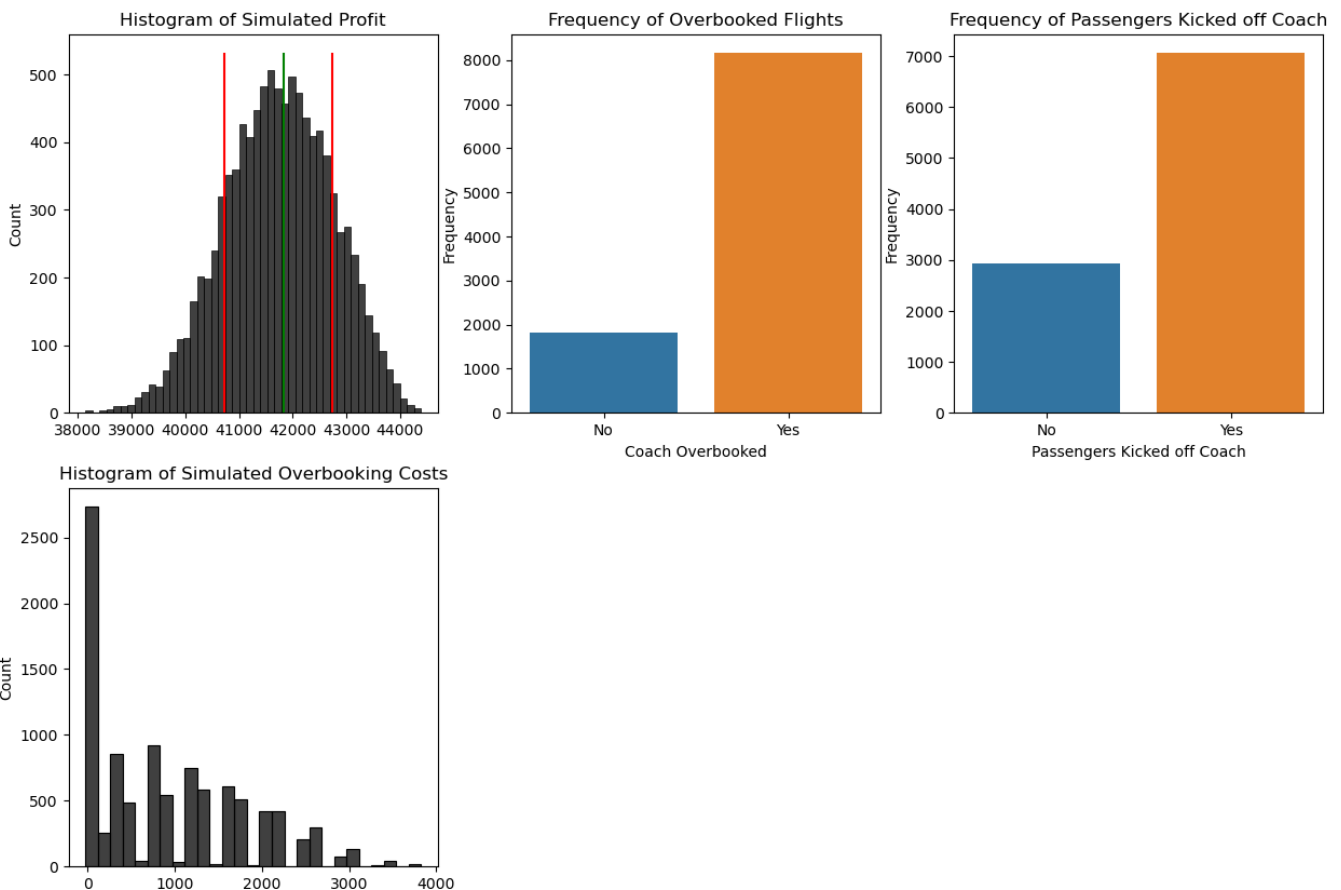 Histogram of Simulated Profit
Count
500
400
300
200
100
0
38000 39000 40000 41000 42000 43000 44000
Frequency of Overbooked Flights
Frequency
8000
7000
6000
5000
4000
3000
2000
1000
0
No Yes
Coach Overbooked
Frequency of Passengers Kicked off Coach
Frequency
7000
6000
5000
4000
3000
2000
1000
0
No Yes
Passengers Kicked off Coach
Histogram of Simulated Overbooking Costs
Count
2500
2000
1500
1000
500
0
0 1000 2000 3000 4000